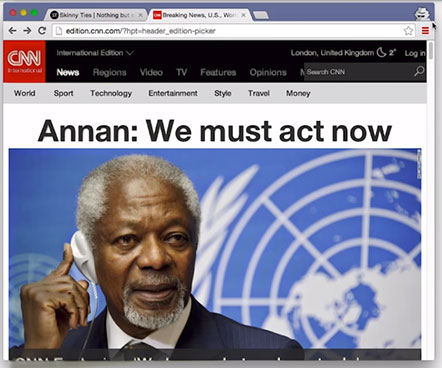 Skinny Ties | Nothing but s
Breaking News, U.S., Wor
edition.cnn.com/?hpt=header_edition-picker
CNN
International
International Edition
London, United Kingdom 2°
Log in
News Regions Video TV Features Opinions M
Search CNN
World Sport Technology Entertainment Style Travel Money
Annan: We must act now